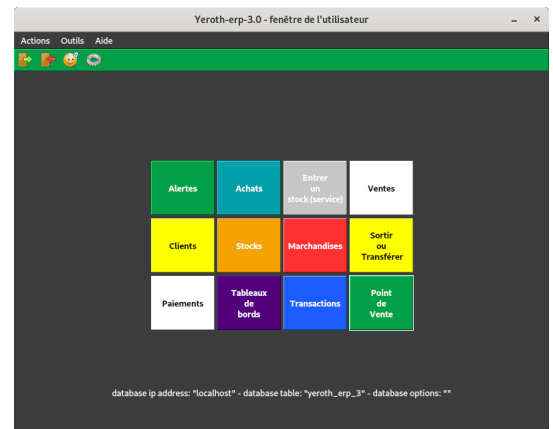 Yeroth-erp-3.0 - fenêtre de l'utilisateur
Actions Outils Aide
Alertes
Achats
Entrer
un
stock (service)
Ventes
Clients
Stocks
Marchandises
Sortir
ou
Transférer
Paiements
Tableaux
de
bords
Transactions
Point
de
Vente
database ip address: "localhost" - database table: "yeroth_erp_3" - database options: ""